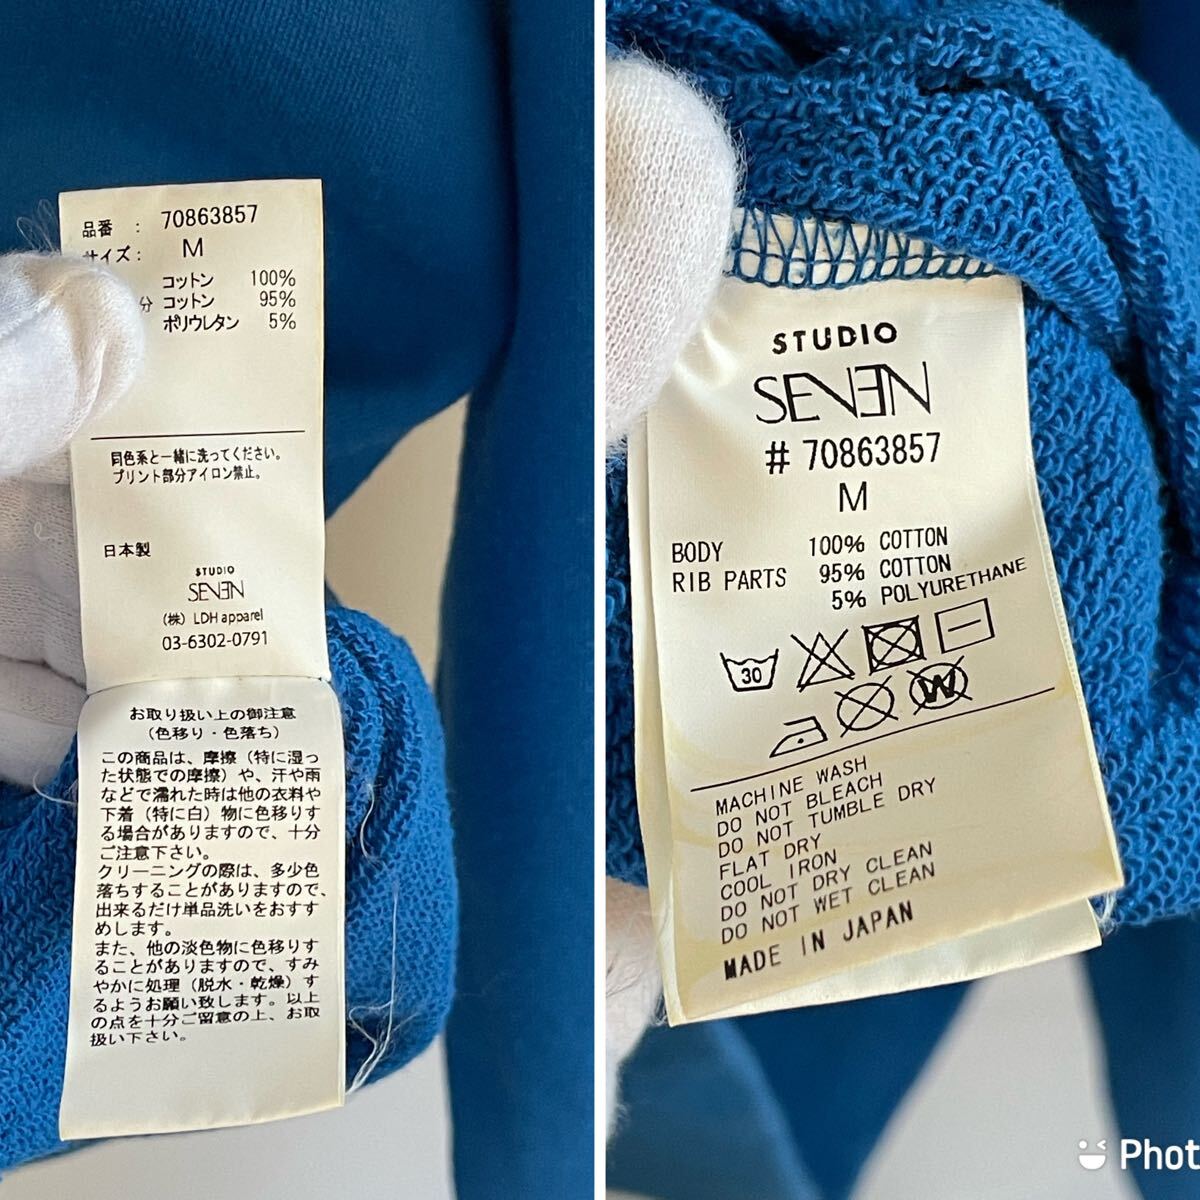 品番 : 70863857
サイズ: M
コットン 100%
分 コットン 95%
ポリウレタン 5%
同色系と一緒に洗ってください。
プリント部分アイロン禁止。
日本製
STUDIO
SEVEN
(株) LDH apparel
03-6302-0791
お取り扱い上の御注意
(色移り・色落ち)
この商品は、摩擦(特に湿っ
た状態での摩擦)や、汗や雨
などで濡れた時は他の衣料や
下着(特に白)物に色移りす
る場合がありますので、十分
ご注意下さい。
クリーニングの際は、多少色
落ちすることがありますので、
出来るだけ単品洗いをおすす
めします。
また、他の淡色物に色移りす
ることがありますので、すみ
やかに処理(脱水・乾燥)す
るようお願い致します。以上
の点を十分ご留意の上、お取
扱い下さい。
STUDIO
SEVEN
# 70863857
M
BODY 100% COTTON
RIB PARTS 95% COTTON
5% POLYURETHANE
30
W
MACHINE WASH
DO NOT BLEACH
DO NOT TUMBLE DRY
FLAT DRY
COOL IRON
DO NOT DRY CLEAN
DO NOT WET CLEAN
MADE IN JAPAN
Phot